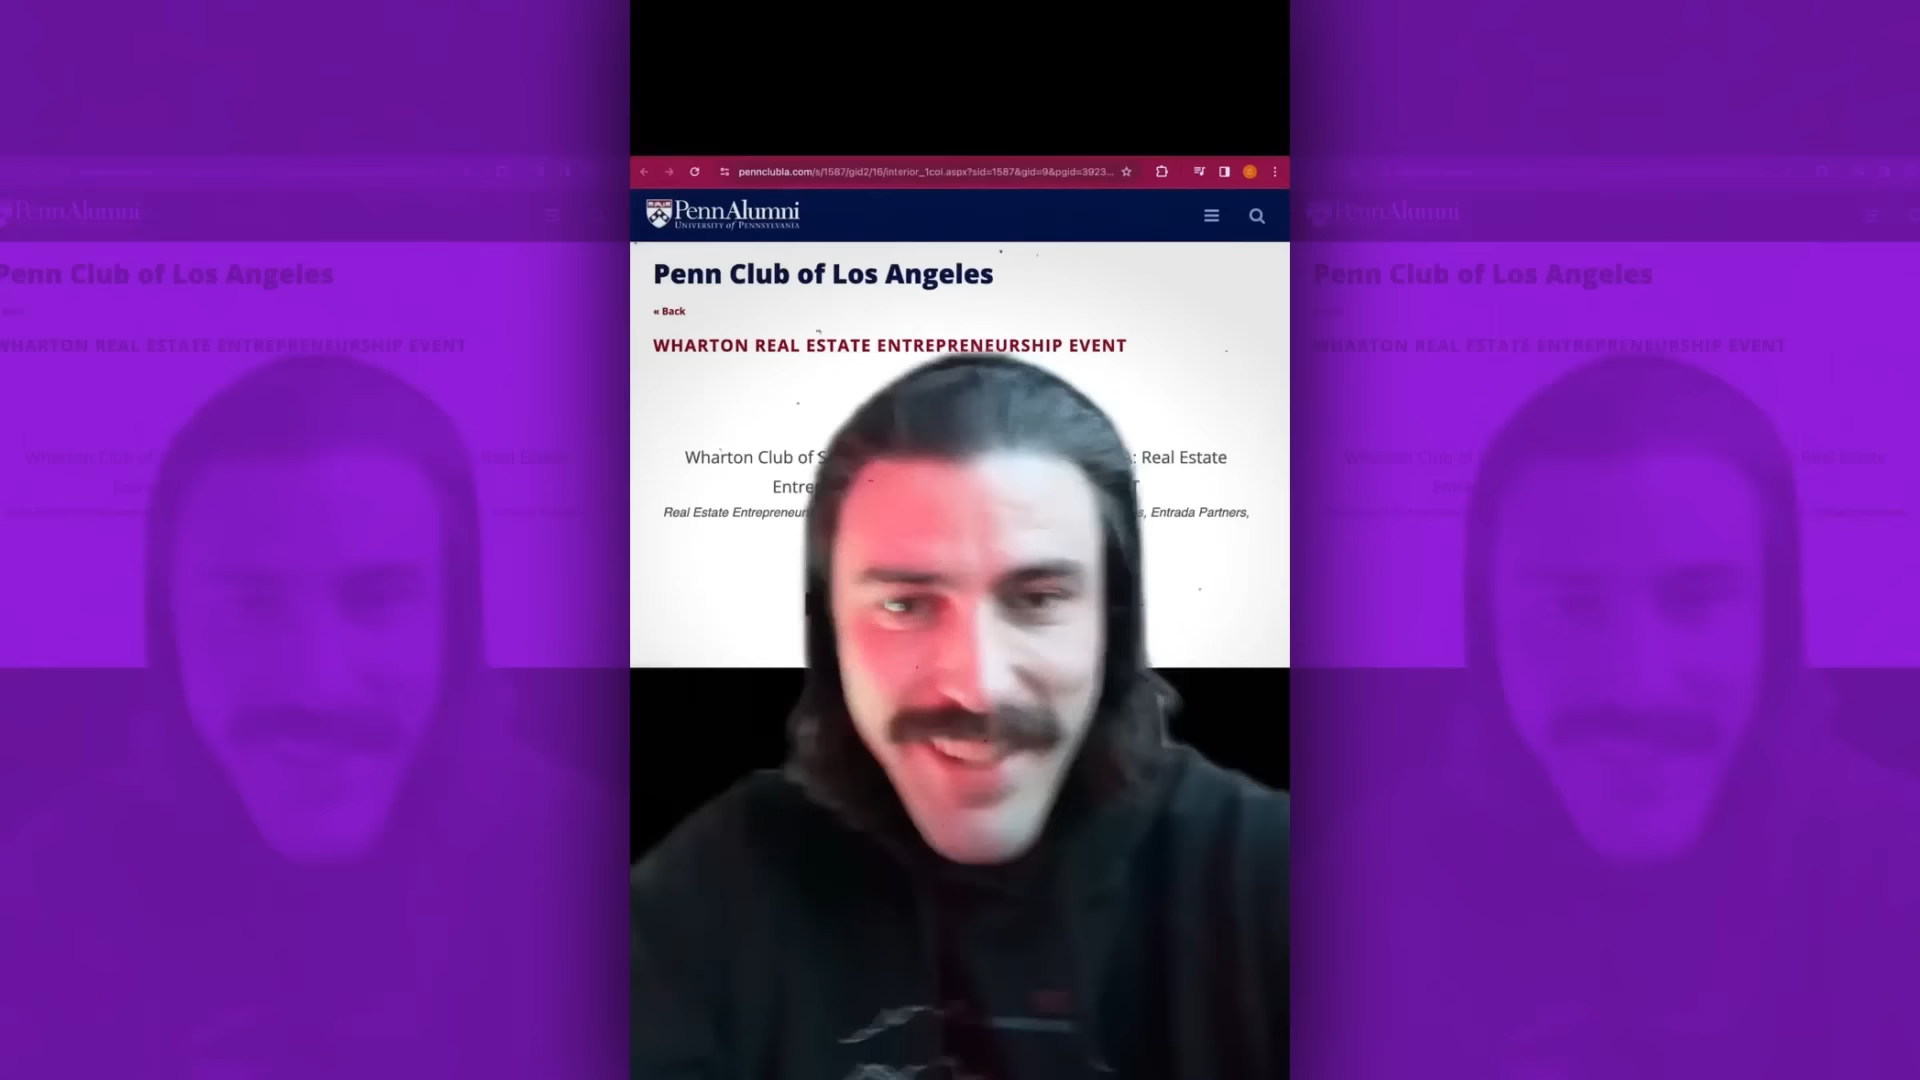 pennclubla.com/s/1587/gid2/16/interior_1col.aspx?sid=1587&gid=9&pgid=3923...
PennAlumni
UNIVERSITY of PENNSYLVANIA
Penn Club of Los Angeles
« Back
WHARTON REAL ESTATE ENTREPRENEURSHIP EVENT
Wharton Club of S : Real Estate
Entre
Real Estate Entrepreneur s, Entrada Partners,